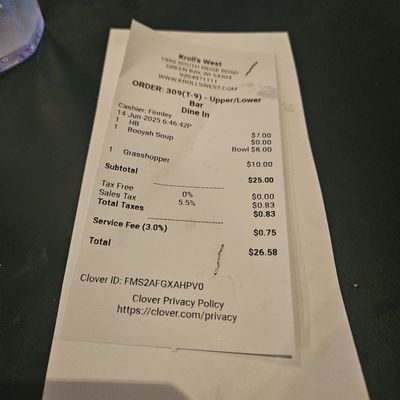 Kroll's West
1990 SOUTH RIDGE ROAD
GREEN BAY, WI 54304
9204971111
WWW.KROLLSWEST.COM
ORDER: 309(T-9) - Upper/Lower
Bar
Dine In
Cashier: Finnley
14-Jun-2025 6:46:42P
1 HB $7.00
1 Booyah Soup $0.00
Bowl $8.00
1 Grasshopper $10.00
Subtotal $25.00
Tax Free 0% $0.00
Sales Tax 5.5% $0.83
Total Taxes $0.83
Service Fee (3.0%) $0.75
Total $26.58
Clover ID: FMS2AFGXAHPV0
Clover Privacy Policy
https://clover.com/privacy